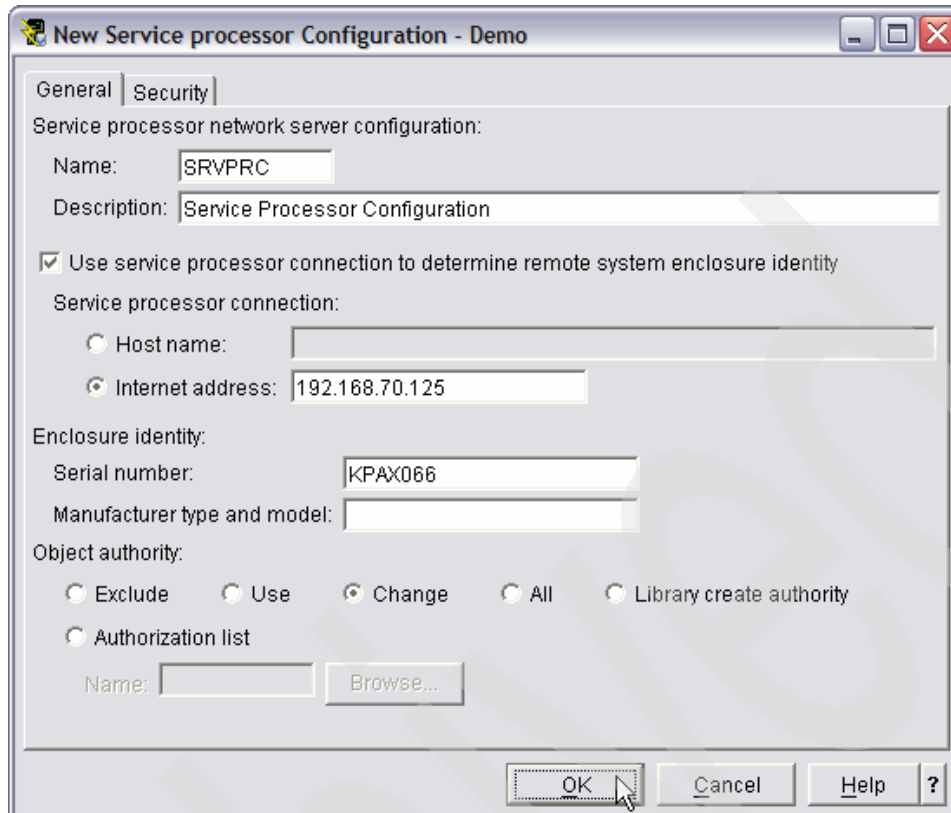 New Service processor Configuration - Demo
General Security
Service processor network server configuration:
Name: SRVPRC
Description: Service Processor Configuration
Use service processor connection to determine remote system enclosure identity
Service processor connection:
Host name:
Internet address: 192.168.70.125
Enclosure identity:
Serial number: KPAX066
Manufacturer type and model:
Object authority:
Exclude Use Change All Library create authority
Authorization list
Name: Browse...
OK Cancel Help ?